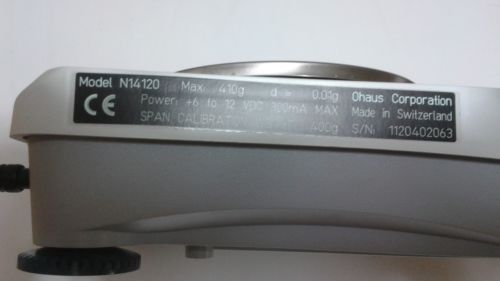 Model N14120 Max. 410g d = 0.01g Ohaus Corporation
CE Power: +6 to 12 VDC 300mA MAX Made in Switzerland
SPAN CALIBRATION 400g S/N: 1120402063